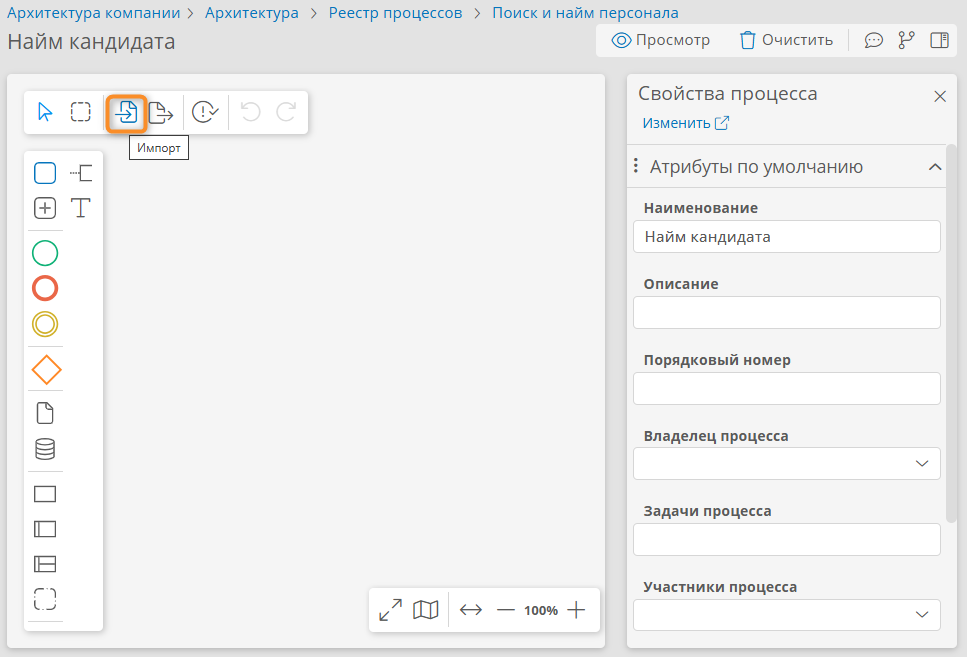 Архитектура компании > Архитектура > Реестр процессов > Поиск и найм персонала
Найм кандидата
Просмотр Очистить
Импорт
100%
Свойства процесса
Изменить
Атрибуты по умолчанию
Наименование
Найм кандидата
Описание
Порядковый номер
Владелец процесса
Задачи процесса
Участники процесса